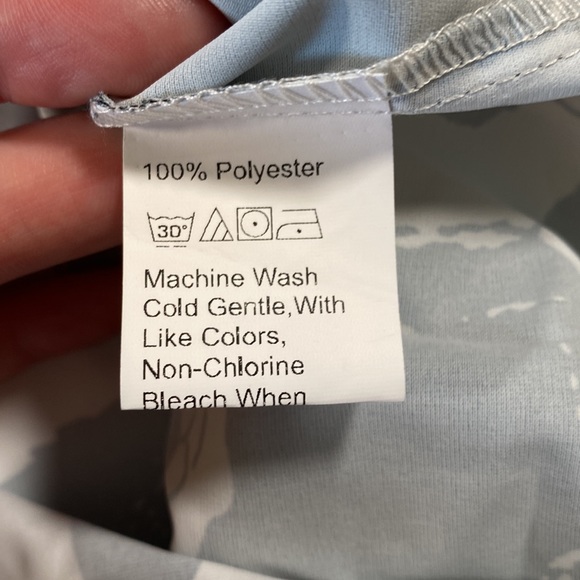 100% Polyester
30°
Machine Wash
Cold Gentle,With
Like Colors,
Non-Chlorine
Bleach When